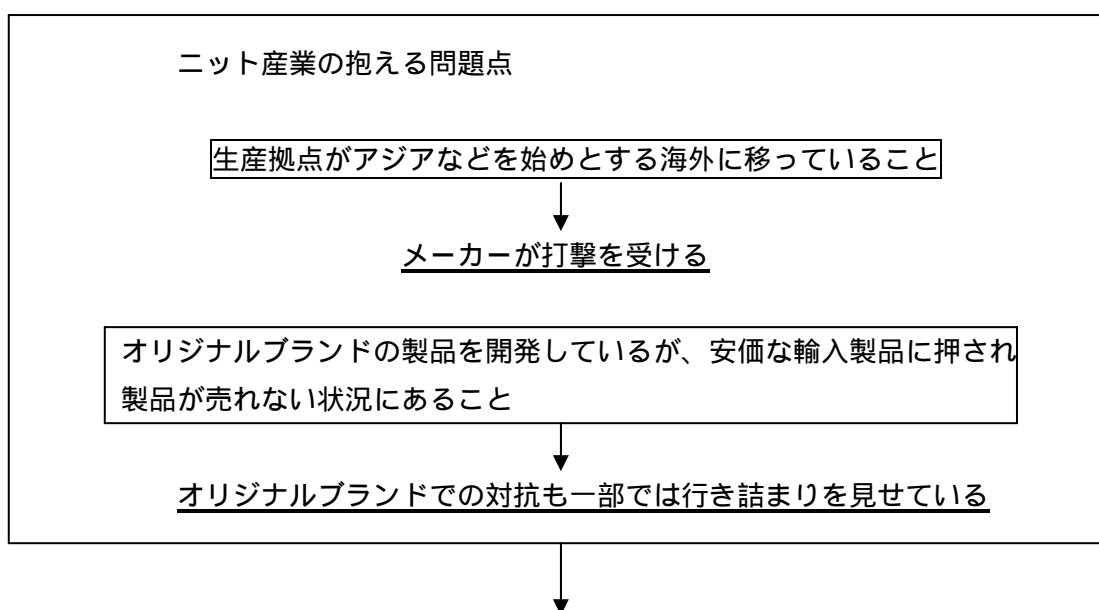 ニット産業の抱える問題点
生産拠点がアジアなどを始めとする海外に移っていること
メーカーが打撃を受ける
オリジナルブランドの製品を開発しているが、安価な輸入製品に押され
製品が売れない状況にあること
オリジナルブランドでの対抗も一部では行き詰まりを見せている